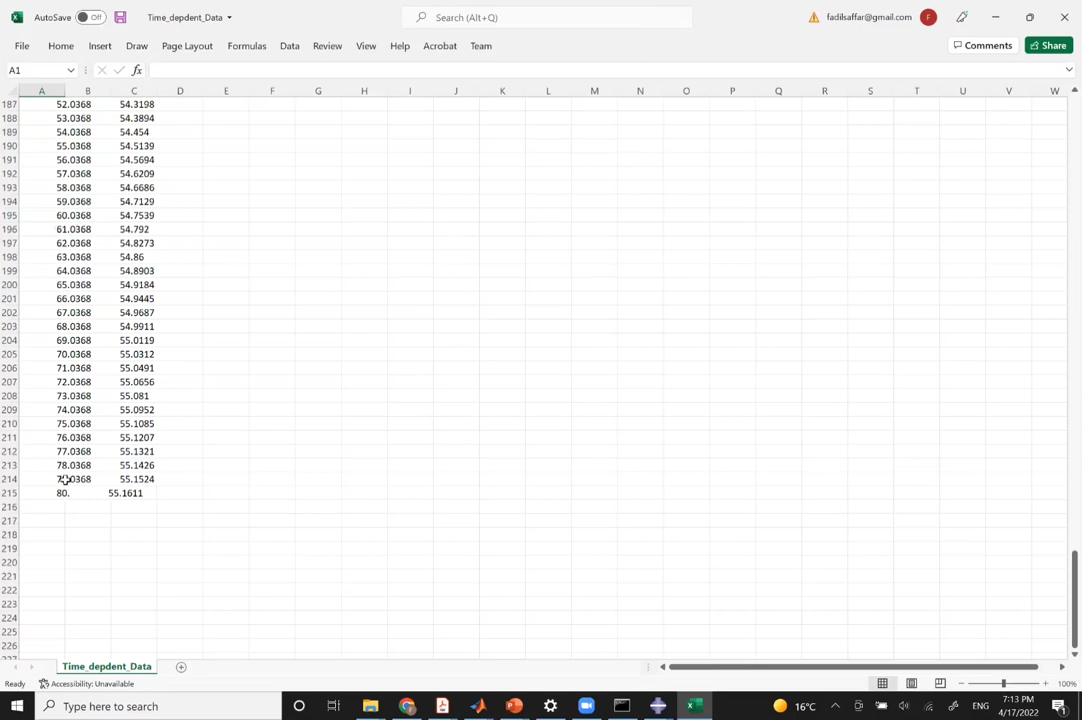 AutoSave Off Time_depdent_Data Search (Alt+Q) fadilsaffar@gmail.com F
File Home Insert Draw Page Layout Formulas Data Review View Help Acrobat Team Comments Share
A1 fx
A B C D E F G H I J K L M N O P Q R S T U V W
187 52.0368 54.3198
188 53.0368 54.3894
189 54.0368 54.454
190 55.0368 54.5139
191 56.0368 54.5694
192 57.0368 54.6209
193 58.0368 54.6686
194 59.0368 54.7129
195 60.0368 54.7539
196 61.0368 54.792
197 62.0368 54.8273
198 63.0368 54.86
199 64.0368 54.8903
200 65.0368 54.9184
201 66.0368 54.9445
202 67.0368 54.9687
203 68.0368 54.9911
204 69.0368 55.0119
205 70.0368 55.0312
206 71.0368 55.0491
207 72.0368 55.0656
208 73.0368 55.081
209 74.0368 55.0952
210 75.0368 55.1085
211 76.0368 55.1207
212 77.0368 55.1321
213 78.0368 55.1426
214 55.1524
215 80. 55.1611
216
217
218
219
220
221
222
223
224
225
226
Time_depdent_Data
Ready Accessibility: Unavailable 100%
Type here to search 16°C ENG 7:13 PM
4/17/2022 1